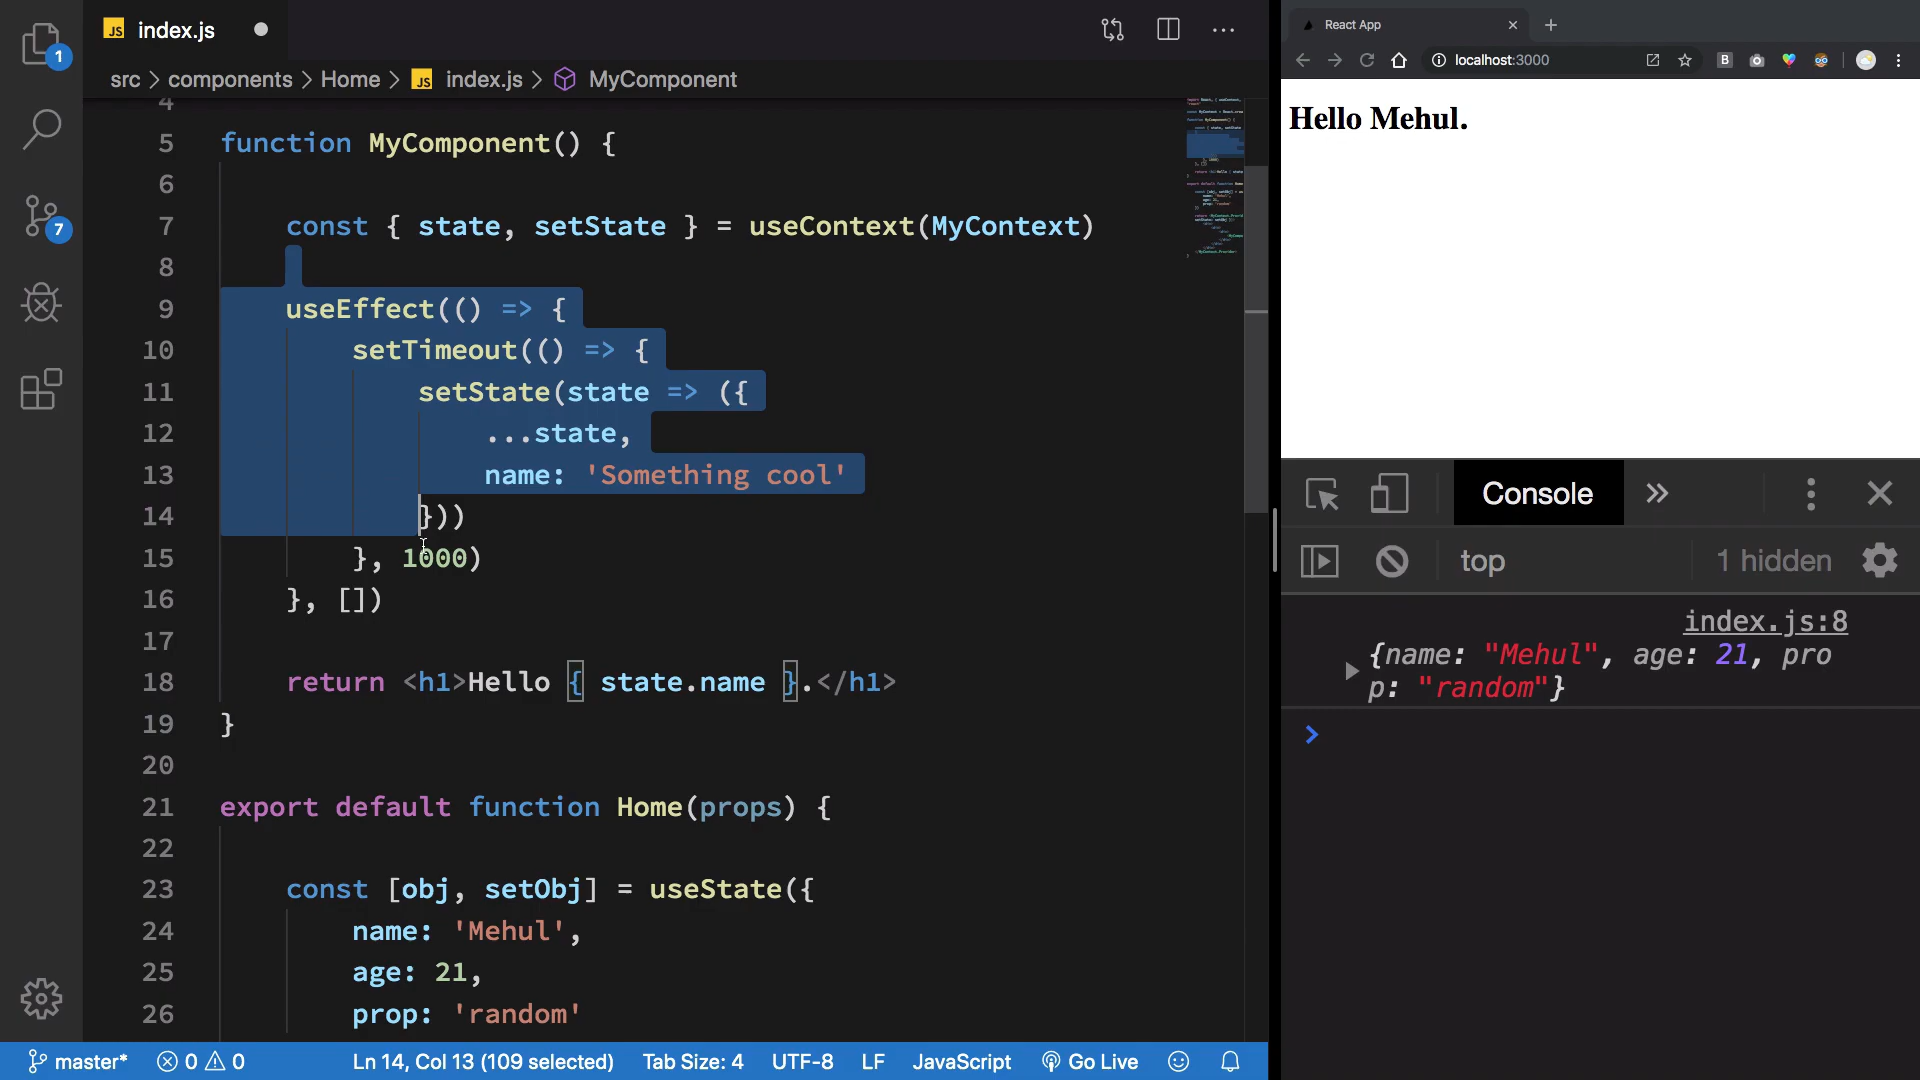 JS index.js
src > components > Home > JS index.js > MyComponent
1
7
4
5 function MyComponent() {
6
7 const { state, setState } = useContext(MyContext)
8
9 useEffect(() => {
10 setTimeout(() => {
11 setState(state => ({
12 ...state,
13 name: 'Something cool'
14 }))
15 }, 1000)
16 }, [])
17
18 return <h1>Hello { state.name }.</h1>
19 }
20
21 export default function Home(props) {
22
23 const [obj, setObj] = useState({
24 name: 'Mehul',
25 age: 21,
26 prop: 'random'
master* 0 0 Ln 14, Col 13 (109 selected) Tab Size: 4 UTF-8 LF JavaScript Go Live
React App
localhost:3000
B
Hello Mehul.
Console
top 1 hidden
index.js:8
{name: "Mehul", age: 21, pro
p: "random"}